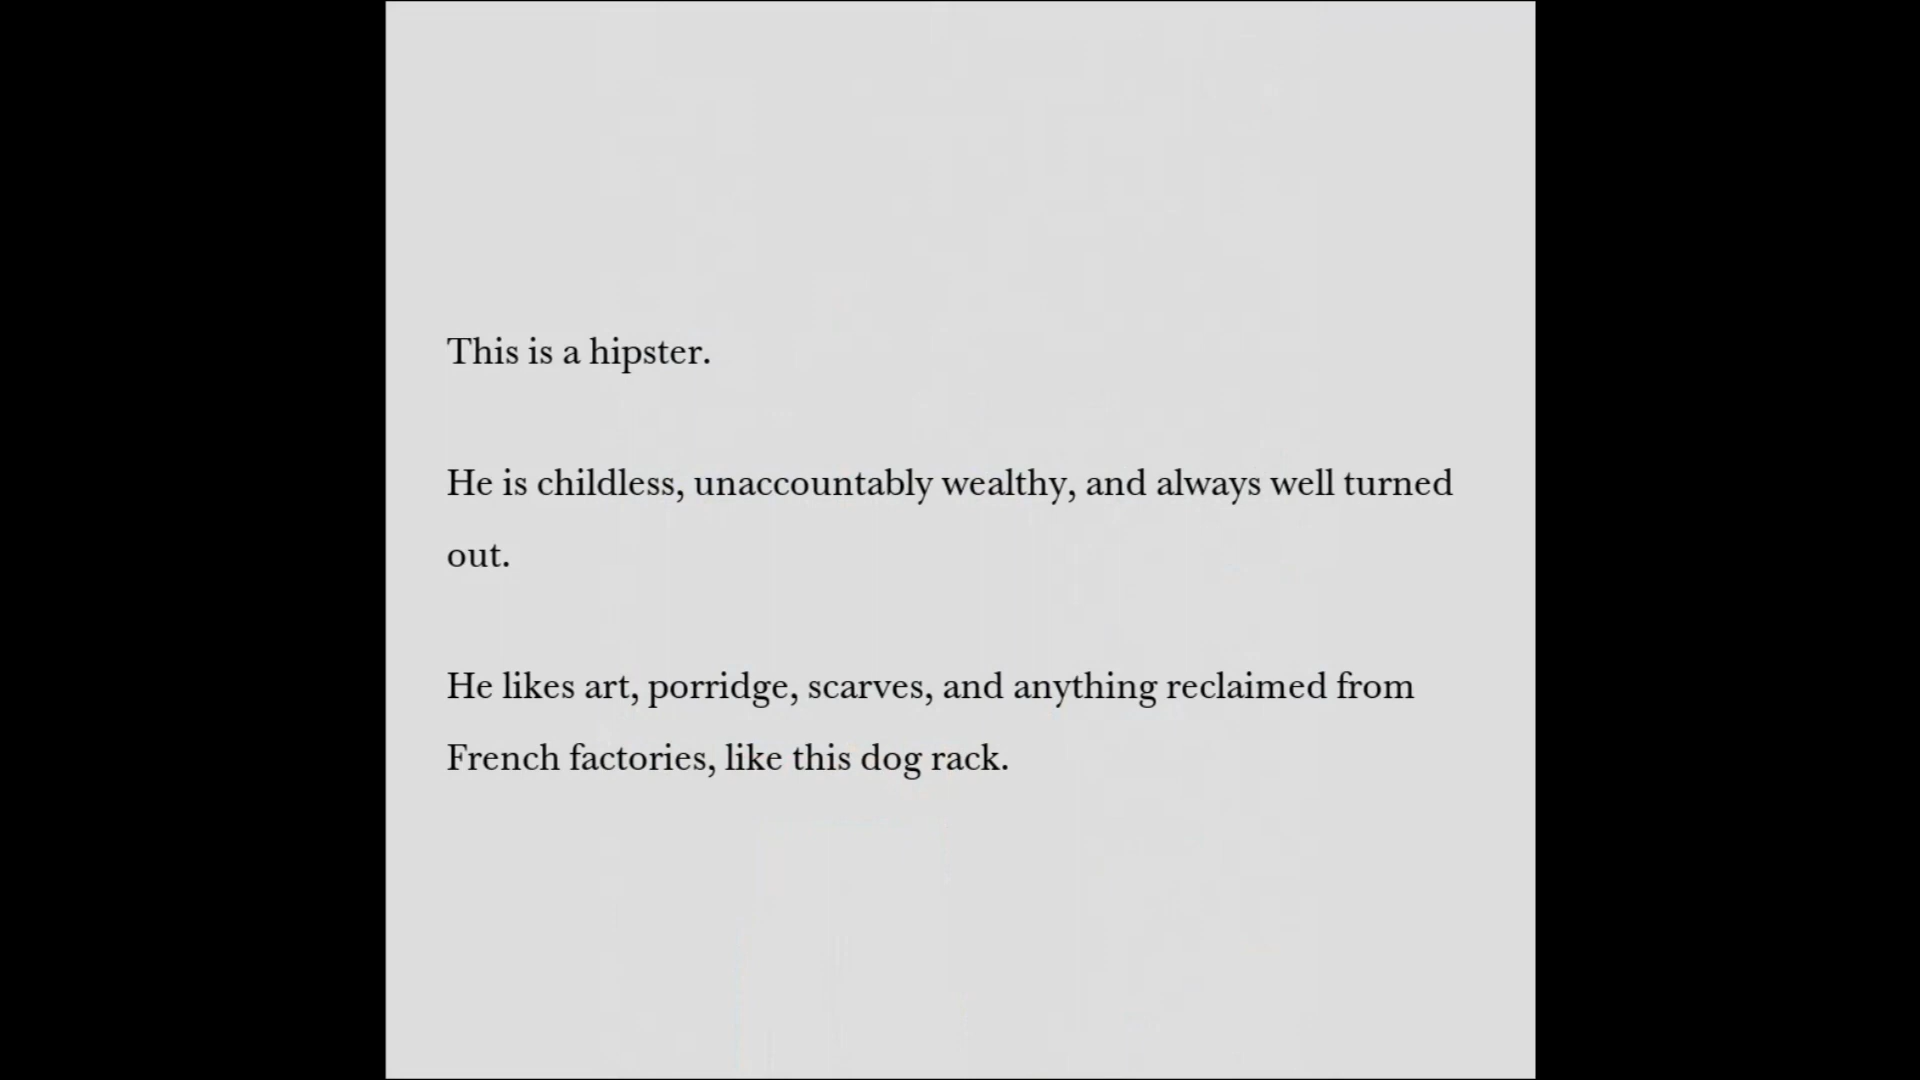 This is a hipster.
He is childless, unaccountably wealthy, and always well turned
out.
He likes art, porridge, scarves, and anything reclaimed from
French factories, like this dog rack.